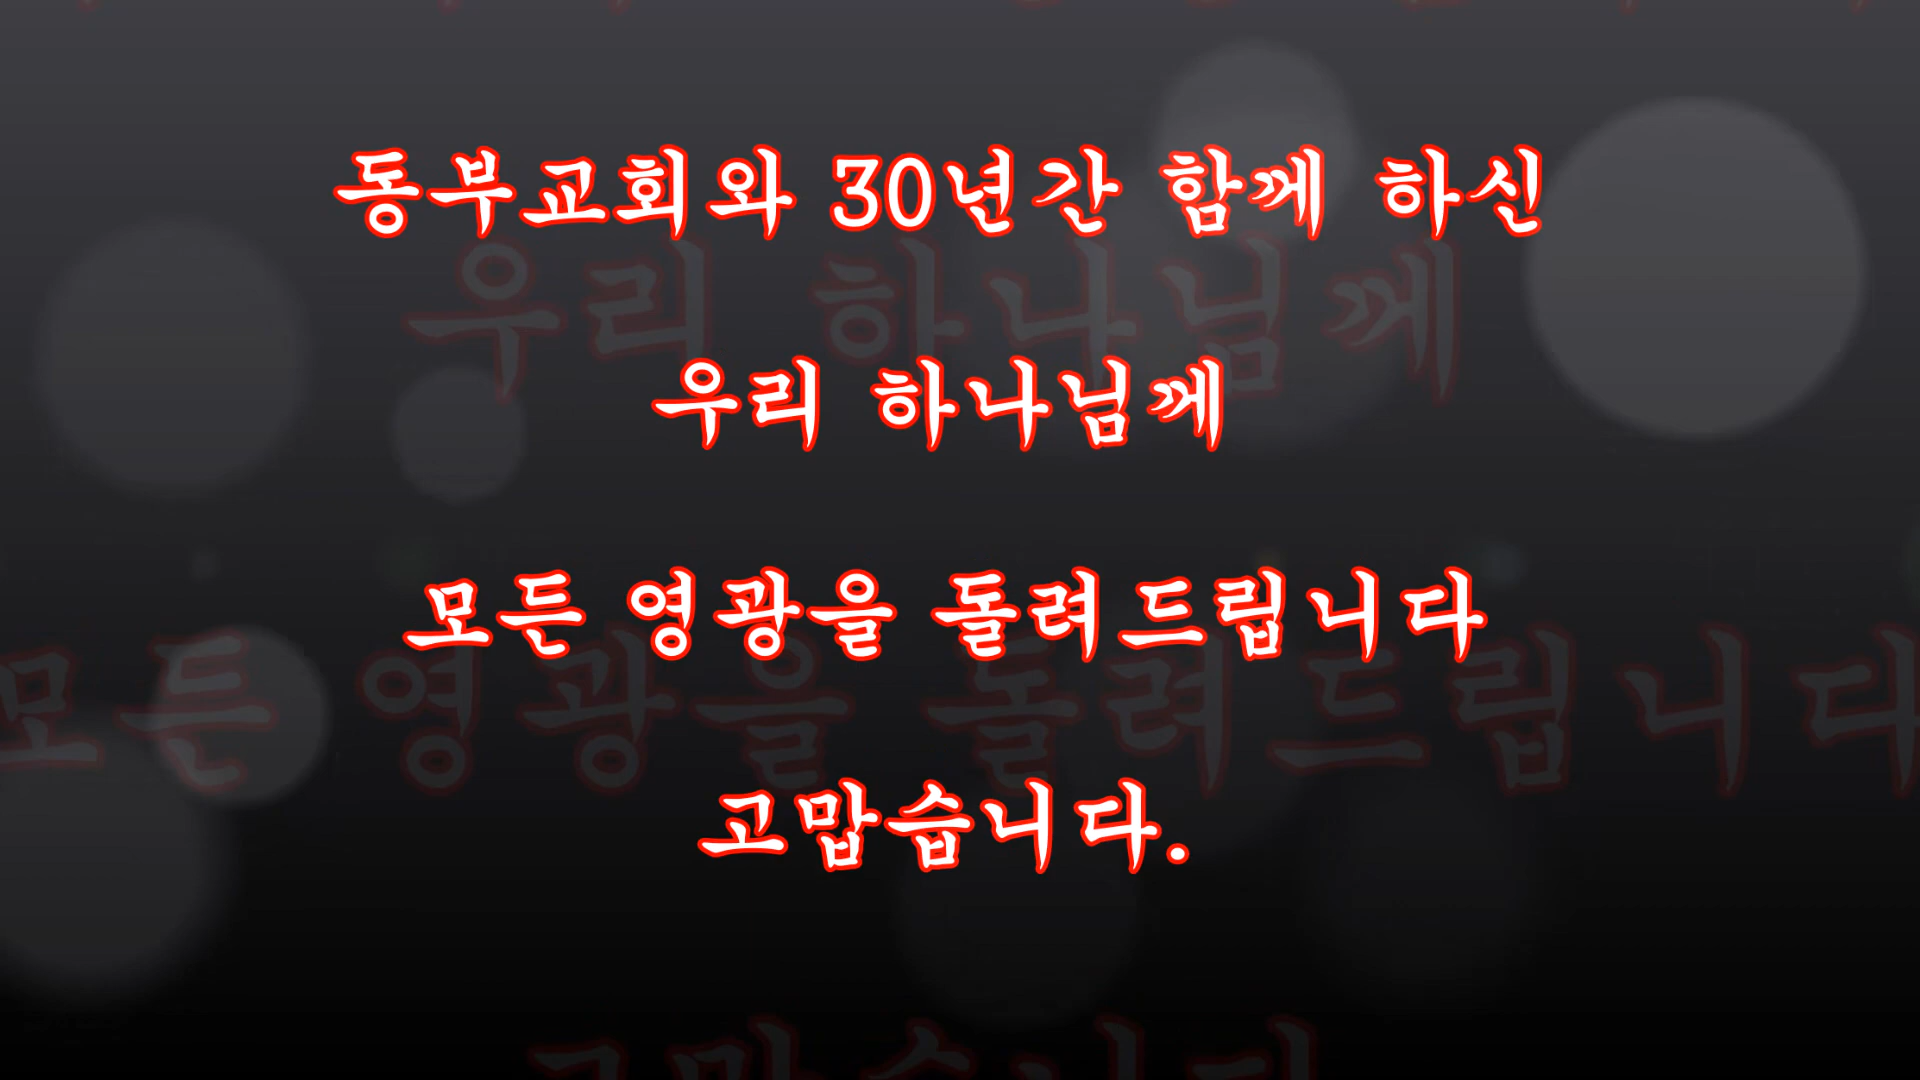 동부교회와 30년간 함께 하신
우리 하나님께
모든 영광을 돌려드립니다
고맙습니다.